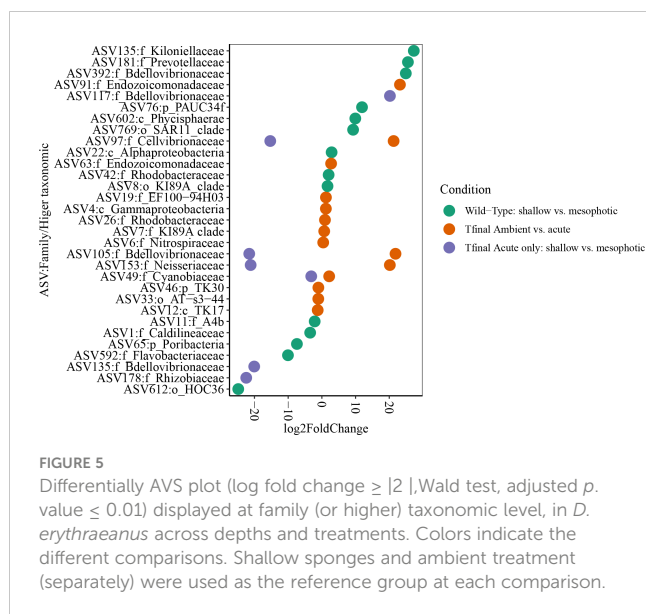 ASV:Family/Higer taxonomic
ASV135:f_Kiloniellaceae
ASV181:f_Prevotellaceae
ASV392:f_Bdellovibrionaceae
ASV91:f_Endozoicomonadaceae
ASV117:f_Bdellovibrionaceae
ASV76:p_PAUC34f
ASV602:c_Phycisphaerae
ASV769:o_SAR11_clade
ASV97:f_Cellvibrionaceae
ASV22:c_Alphaproteobacteria
ASV63:f_Endozoicomonadaceae
ASV42:f_Rhodobacteraceae
ASV8:o_KI89A_clade
ASV19:f_EF100-94H03
ASV4:c_Gammaproteobacteria
ASV26:f_Rhodobacteraceae
ASV7:f_KI89A clade
ASV6:f_Nitrospiraceae
ASV105:f_Bdellovibrionaceae
ASV153:f_Neisseriaceae
ASV49:f_Cyanobiaceae
ASV46:p_TK30
ASV33:o_AT-s3-44
ASV12:c_TK17
ASV11:f_A4b
ASV1:f_Caldilineaceae
ASV65:p_Poribacteria
ASV592:f_Flavobacteriaceae
ASV135:f_Bdellovibrionaceae
ASV178:f_Rhizobiaceae
ASV612:o_HOC36
-20
-10
0
10
20
log2FoldChange
Condition
Wild-Type: shallow vs. mesophotic
Tfinal Ambient vs. acute
Tfinal Acute only: shallow vs. mesophotic
FIGURE 5
Differentially AVS plot (log fold change ≥ |2 |,Wald test, adjusted p.
value ≤ 0.01) displayed at family (or higher) taxonomic level, in D.
erythraeanus across depths and treatments. Colors indicate the
different comparisons. Shallow sponges and ambient treatment
(separately) were used as the reference group at each comparison.